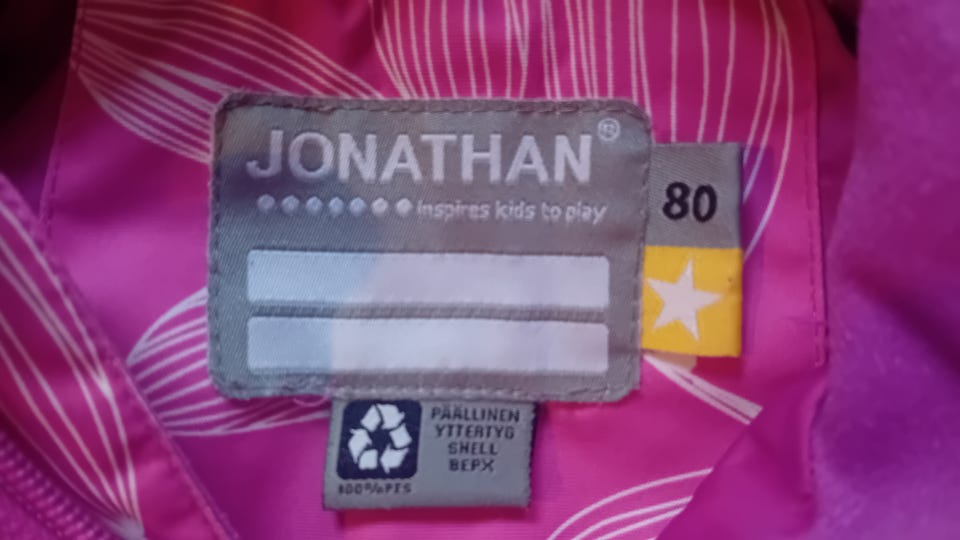 JONATHAN®
inspires kids to play
80
PÄÄLLINEN
YTTERTYG
SHELL
ВЕРХ
100% PES